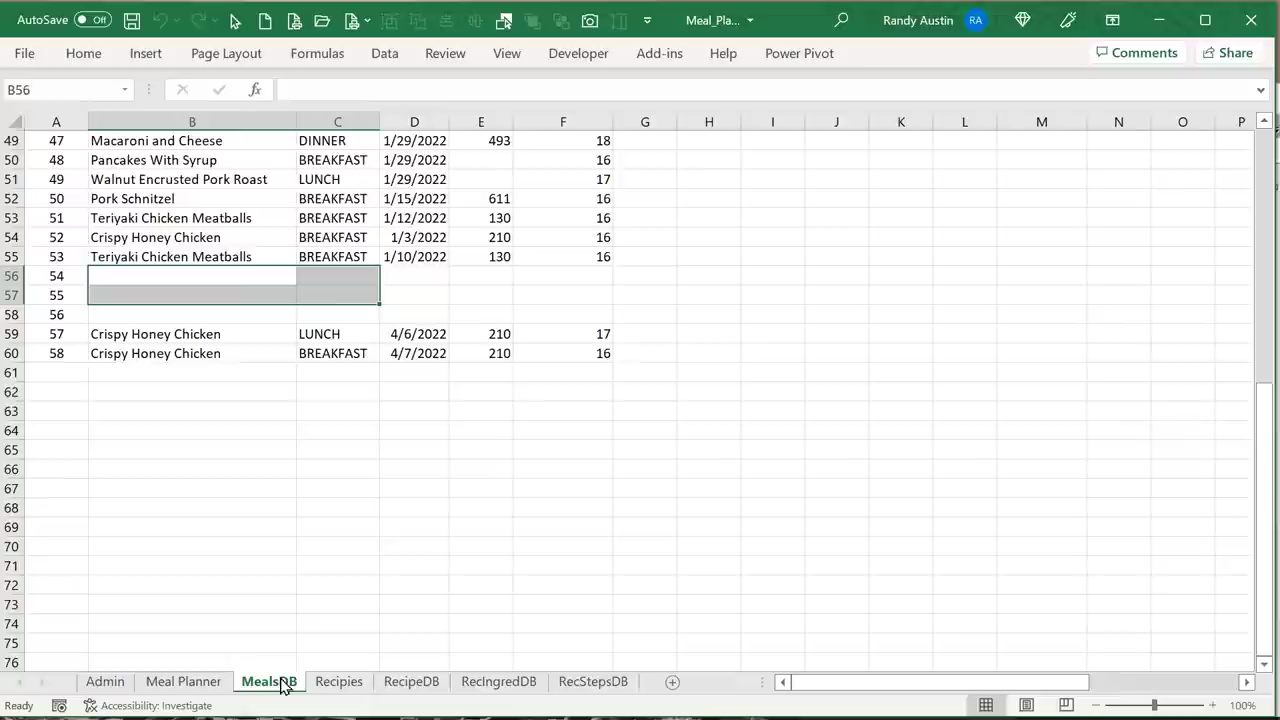 AutoSave Off Meal_Pla... Randy Austin RA
File Home Insert Page Layout Formulas Data Review View Developer Add-ins Help Power Pivot Comments Share
B56 fx
A B C D E F G H I J K L M N O P
49 47 Macaroni and Cheese DINNER 1/29/2022 493 18
50 48 Pancakes With Syrup BREAKFAST 1/29/2022 16
51 49 Walnut Encrusted Pork Roast LUNCH 1/29/2022 17
52 50 Pork Schnitzel BREAKFAST 1/15/2022 611 16
53 51 Teriyaki Chicken Meatballs BREAKFAST 1/12/2022 130 16
54 52 Crispy Honey Chicken BREAKFAST 1/3/2022 210 16
55 53 Teriyaki Chicken Meatballs BREAKFAST 1/10/2022 130 16
56 54
57 55
58 56
59 57 Crispy Honey Chicken LUNCH 4/6/2022 210 17
60 58 Crispy Honey Chicken BREAKFAST 4/7/2022 210 16
61
62
63
64
65
66
67
68
69
70
71
72
73
74
75
76
Admin Meal Planner MealsDB Recipies RecipeDB RecIngredDB RecStepsDB
Ready Accessibility: Investigate 100%